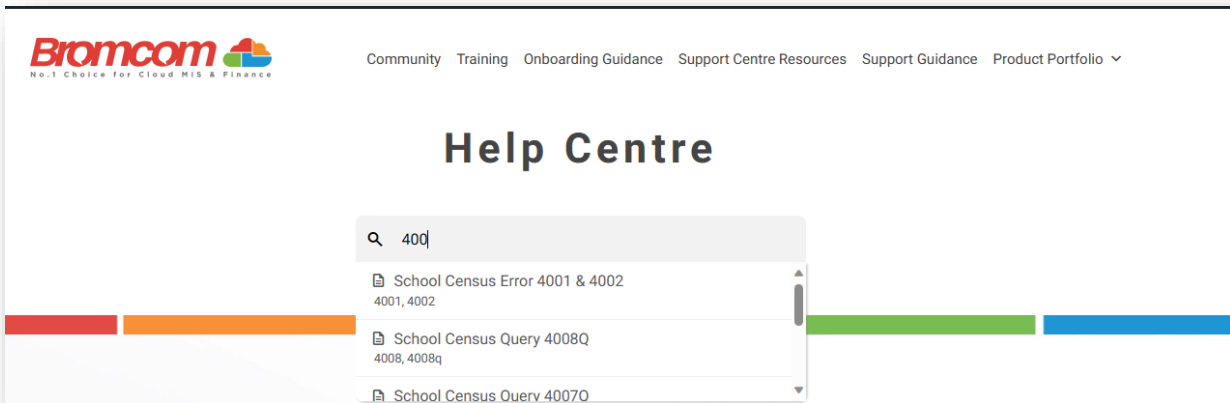 Bromcom
No.1 Choice for Cloud MIS & Finance
Community Training Onboarding Guidance Support Centre Resources Support Guidance Product Portfolio
Help Centre
400
School Census Error 4001 & 4002
4001, 4002
School Census Query 4008Q
4008, 4008q
School Census Query 4007Q